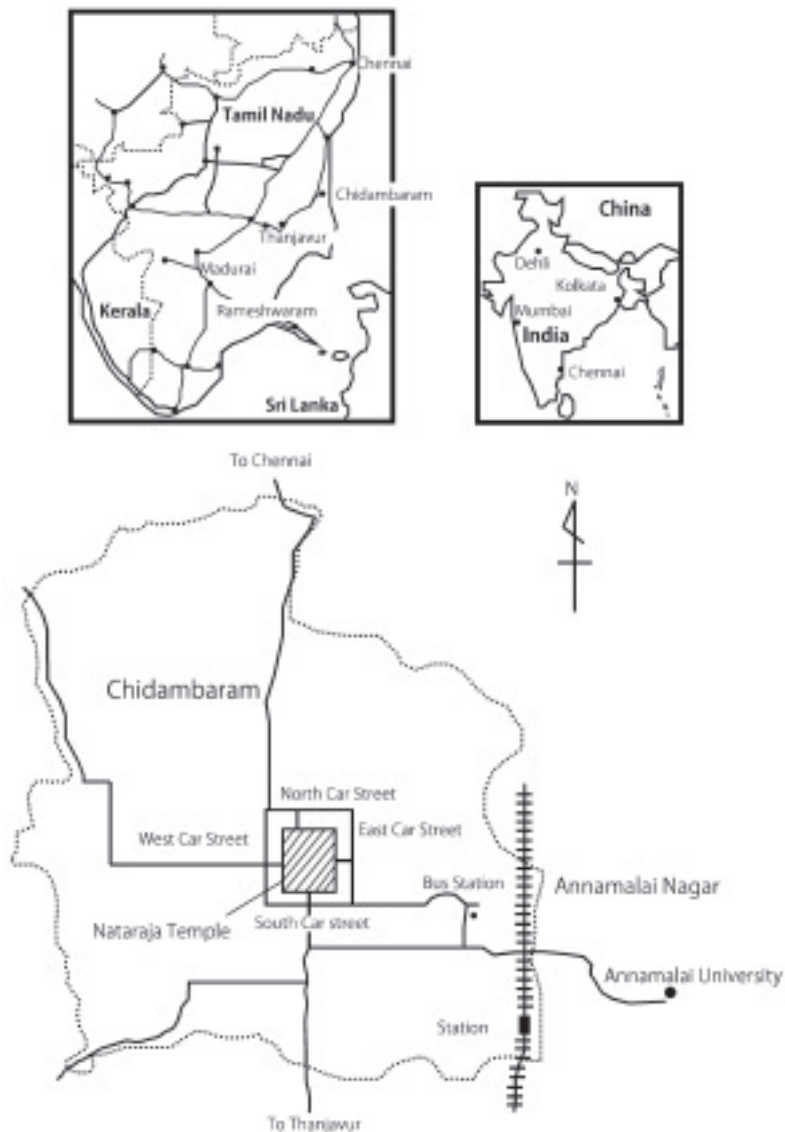 Chennai
Tamil Nadu
Chidambaram
Thanjavur
Madurai
Kerala
Rameshwaram
Sri Lanka
China
Dehli
Kolkata
Mumbai
India
Chennai
To Chennai
N
Chidambaram
North Car Street
West Car Street
East Car Street
Bus Station
Annamalai Nagar
South Car street
Nataraja Temple
Annamalai University
Station
To Thanjavur